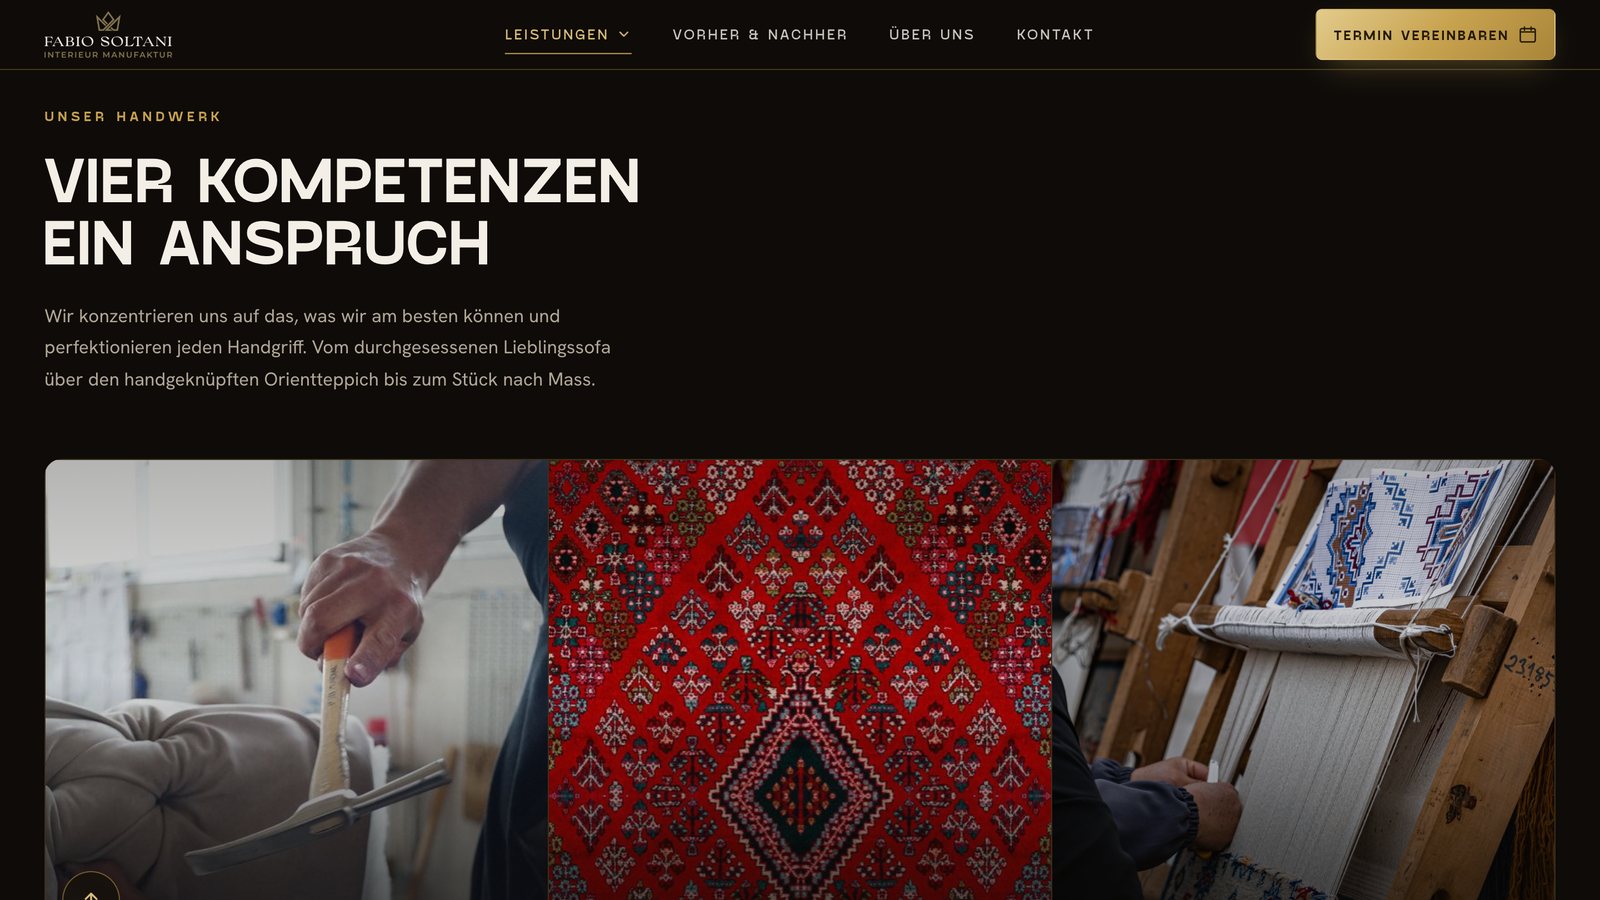 FABIO SOLTANI
INTERIEUR MANUFAKTUR
LEISTUNGEN
VORHER & NACHHER
ÜBER UNS
KONTAKT
TERMIN VEREINBAREN
UNSER HANDWERK
VIER KOMPETENZEN
EIN ANSPRUCH
Wir konzentrieren uns auf das, was wir am besten können und
perfektionieren jeden Handgriff. Vom durchgesessenen Lieblingssofa
über den handgeknüpften Orientteppich bis zum Stück nach Mass.
23185